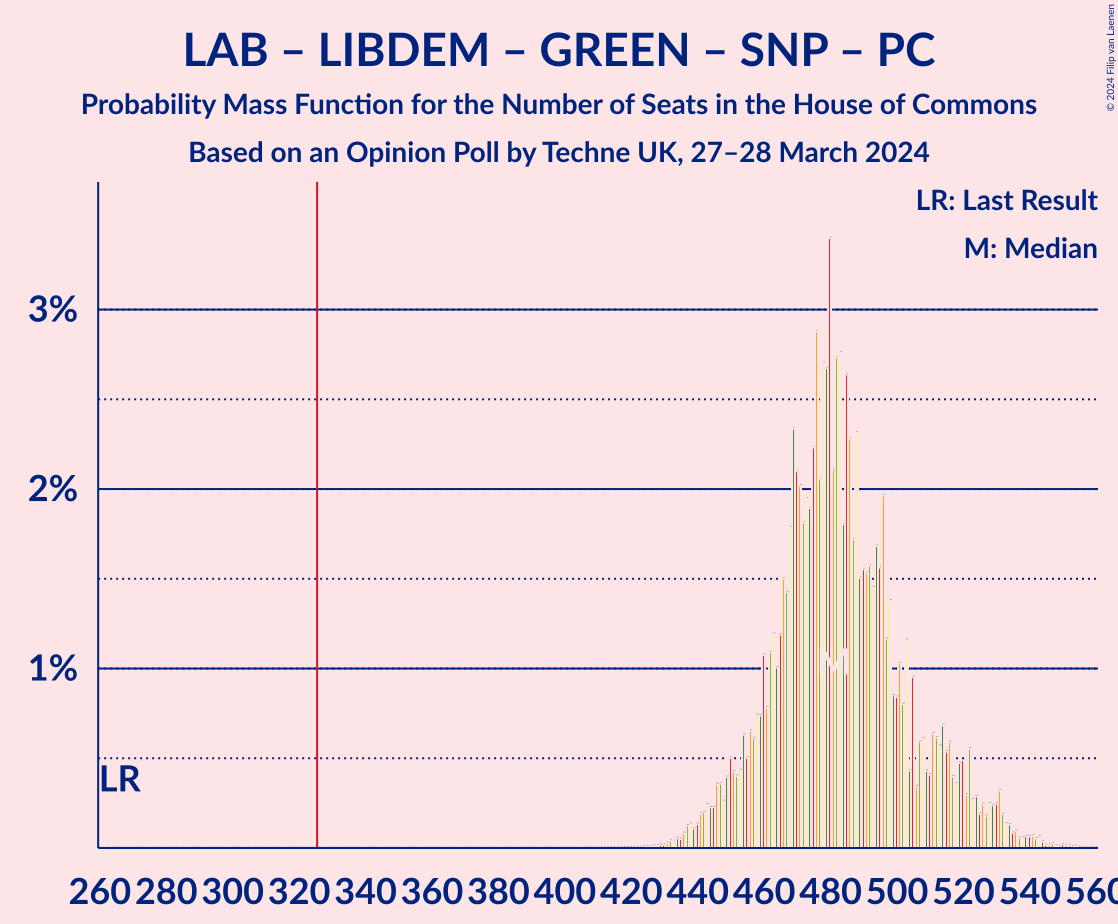 LAB – LIBDEM – GREEN – SNP – PC
Probability Mass Function for the Number of Seats in the House of Commons
Based on an Opinion Poll by Techne UK, 27–28 March 2024
© 2024 Filip van Laenen
LR: Last Result
M: Median
3%
2%
1%
LR
260 280 300 320 340 360 380 400 420 440 460 480 500 520 540 560